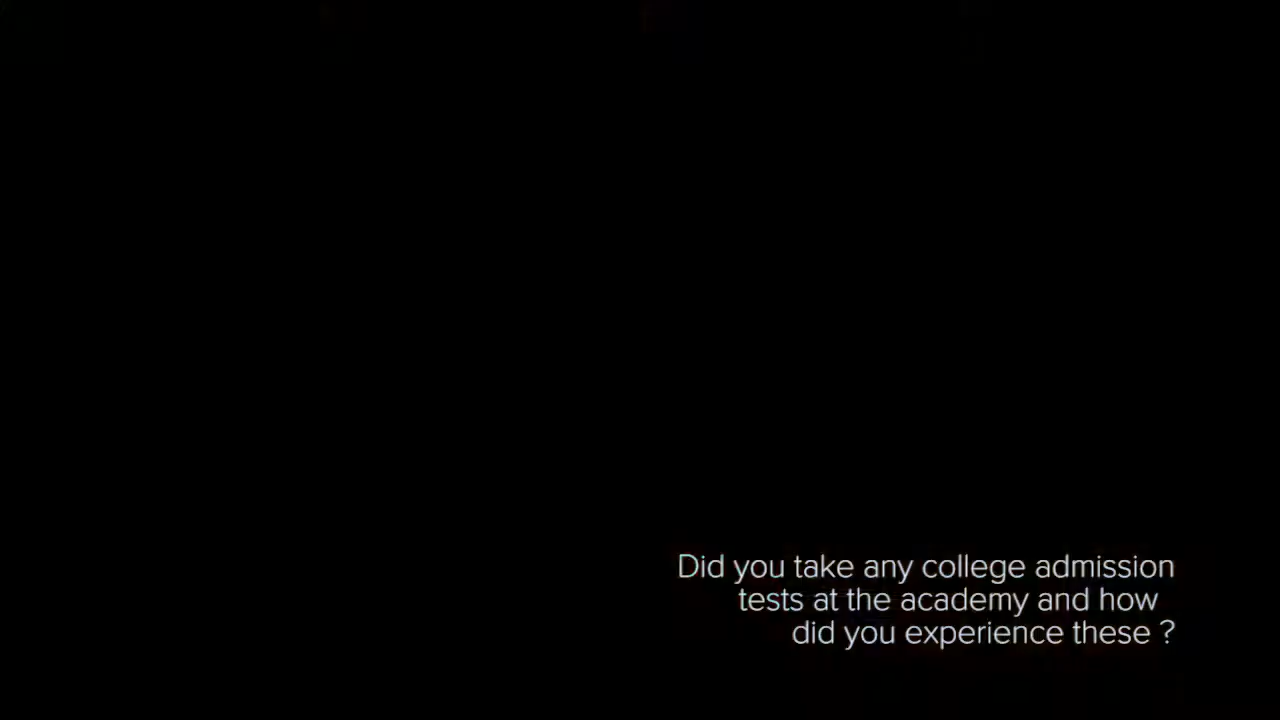 Did you take any college admission
tests at the academy and how
did you experience these ?